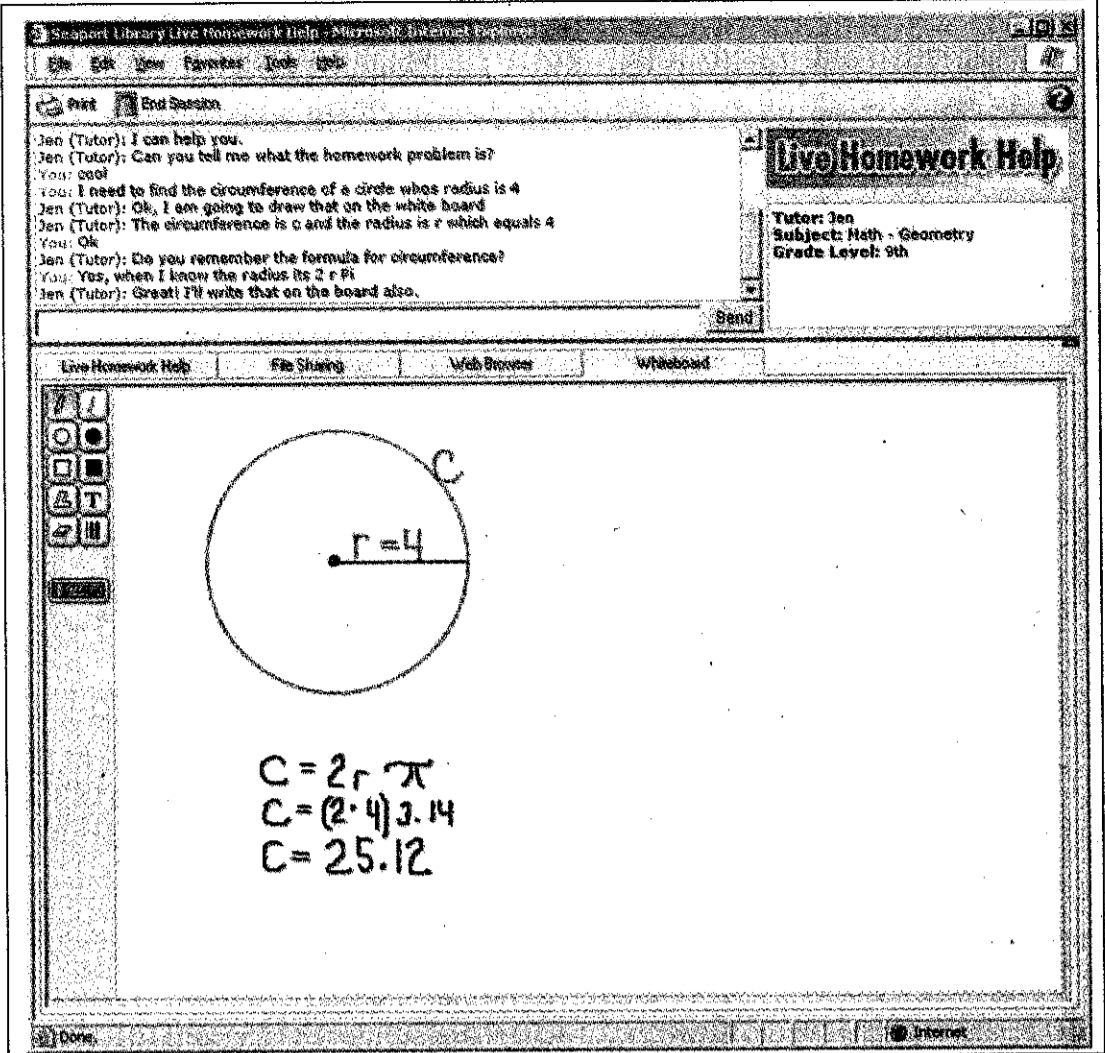 Seaport Library Live Homework Help - Microsoft Internet Explorer
File Edit View Favorites Tools Help
Print End Session
Jen (Tutor): I can help you.
Jen (Tutor): Can you tell me what the homework problem is?
You: cool
You: I need to find the circumference of a circle whos radius is 4
Jen (Tutor): Ok, I am going to draw that on the white board
Jen (Tutor): The circumference is c and the radius is r which equals 4
You: Ok
Jen (Tutor): Do you remember the formula for circumference?
You: Yes, when I know the radius its 2 r Pi
Jen (Tutor): Great! I'll write that on the board also.
Send
Live Homework Help
Tutor: Jen
Subject: Math - Geometry
Grade Level: 9th
Live Homework Help File Sharing Web Browser Whiteboard
T
C
r = 4
C = 2r π
C = (2·4) 3.14
C = 25.12
Done
Internet